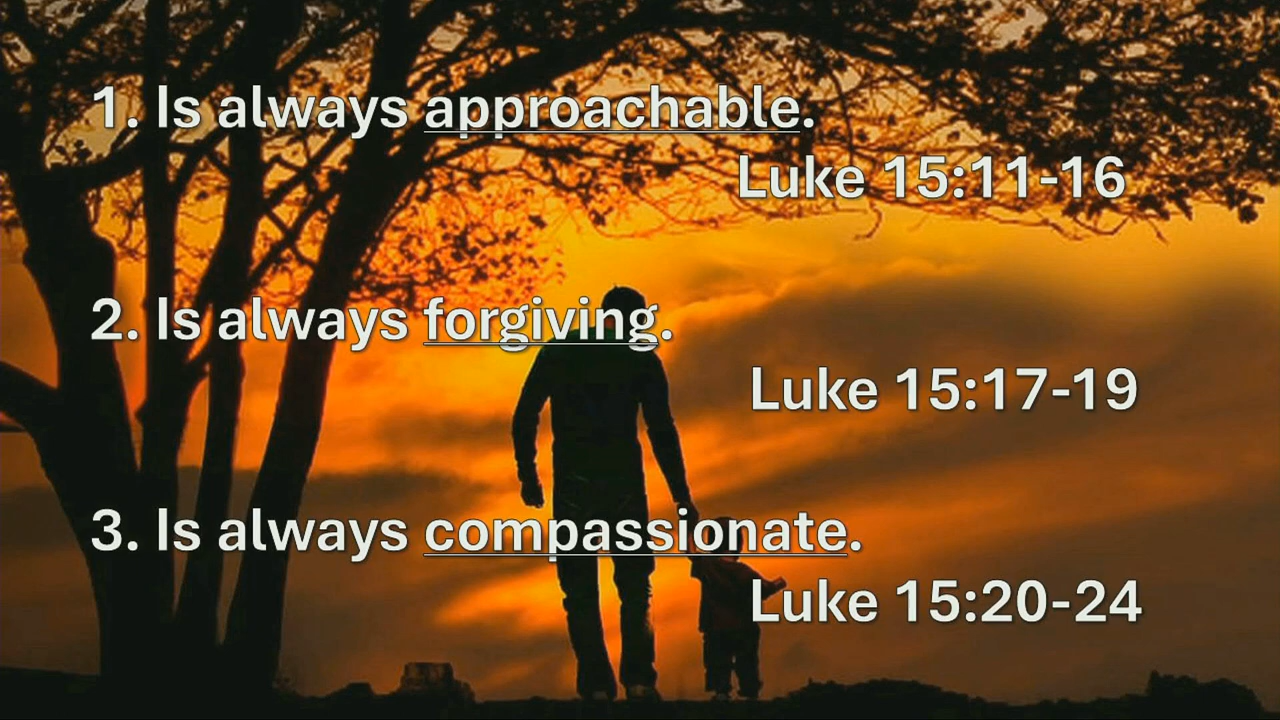 1. Is always approachable.
Luke 15:11-16
2. Is always forgiving.
Luke 15:17-19
3. Is always compassionate.
Luke 15:20-24